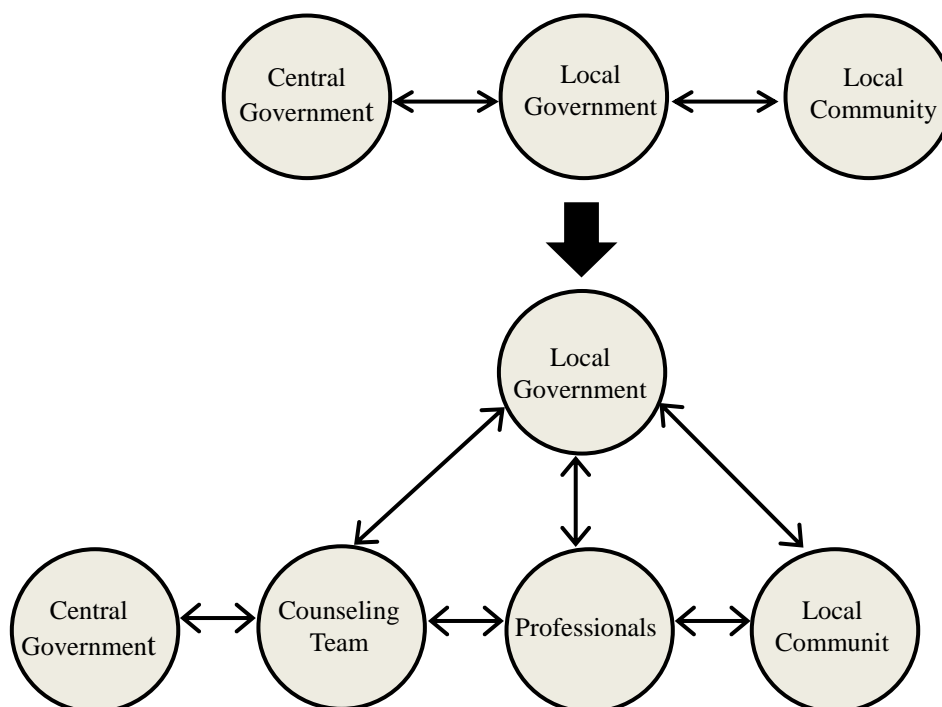 Central
Government
Local
Government
Local
Community
Local
Government
Central
Government
Counseling
Team
Professionals
Local
Communit